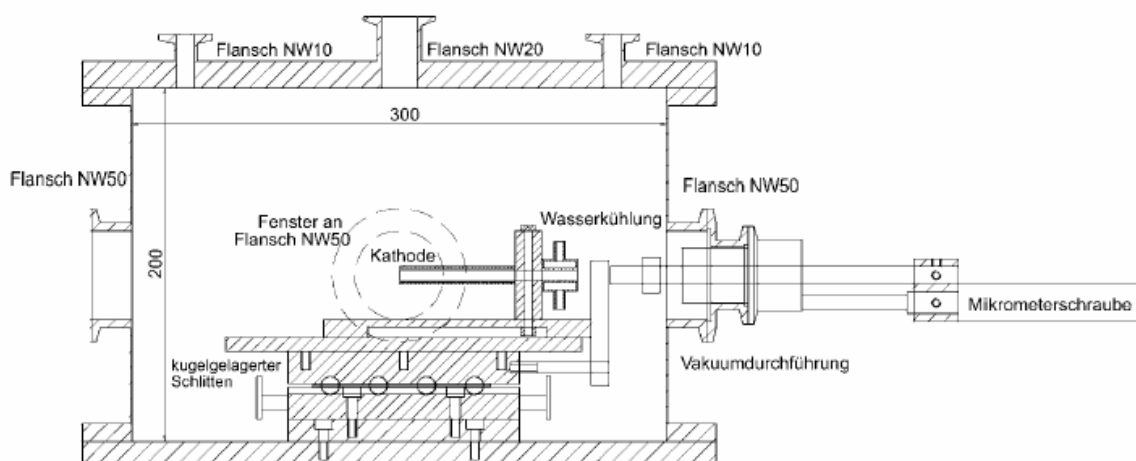 Flansch NW10
Flansch NW20
Flansch NW10
300
Flansch NW50
Flansch NW50
Fenster an
Flansch NW50
Wasserkühlung
Kathode
200
Mikrometerschraube
kugelgelagerter
Schlitten
Vakuumdurchführung